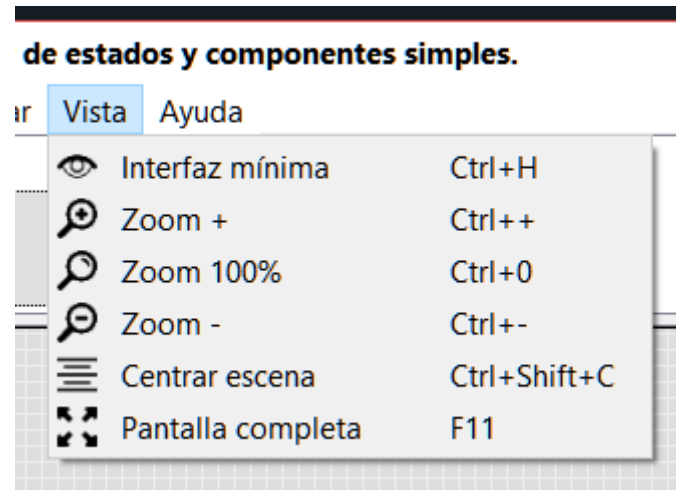 de estados y componentes simples.
ar Vista Ayuda
Interfaz mínima Ctrl+H
Zoom + Ctrl++
Zoom 100% Ctrl+0
Zoom - Ctrl+-
Centrar escena Ctrl+Shift+C
Pantalla completa F11